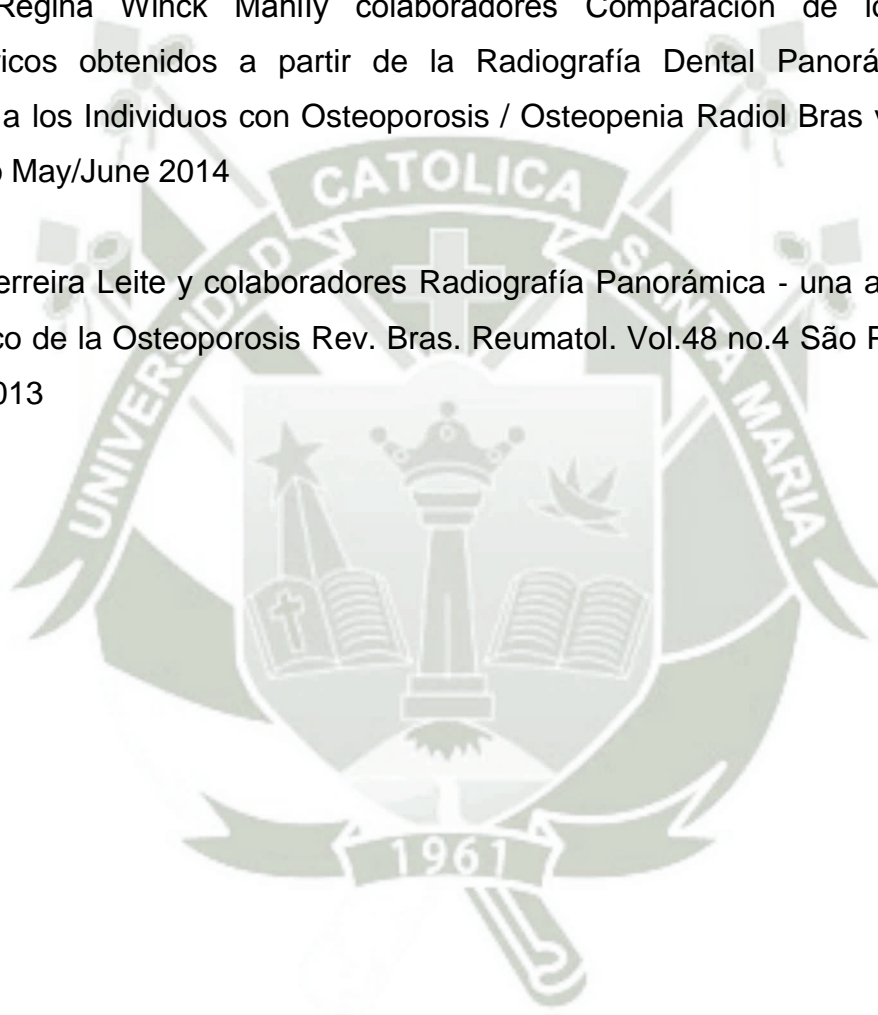 Regina Winck Mahlfy colaboradores Comparación de lo
ricos obtenidos a partir de la Radiografía Dental Panorá
a los Individuos con Osteoporosis / Osteopenia Radiol Bras v
o May/June 2014
erreira Leite y colaboradores Radiografía Panorámica - una a
co de la Osteoporosis Rev. Bras. Reumatol. Vol.48 no.4 São P
013
UNIVERSIDAD CATOLICA SANTA MARIA
1961